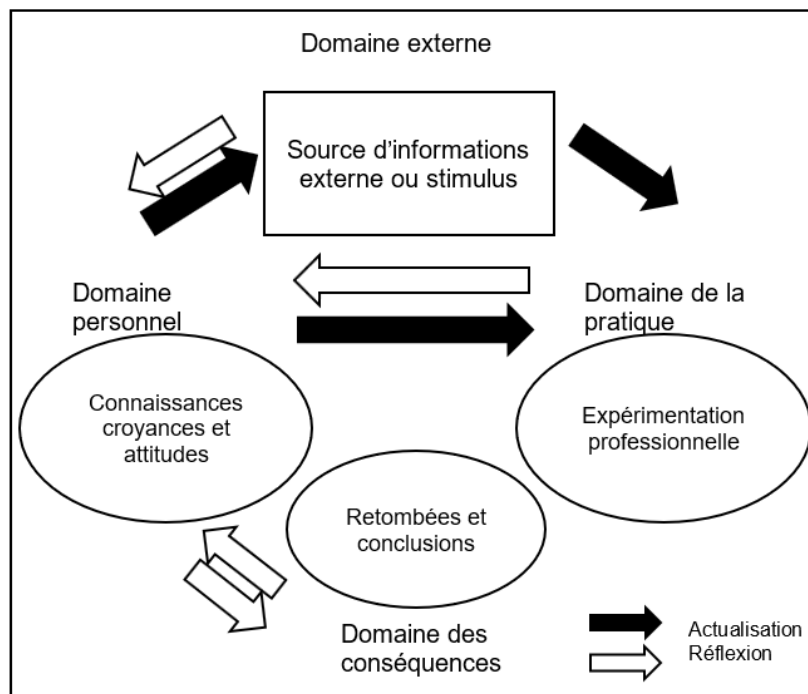 Domaine externe
Source d'informations
externe ou stimulus
Domaine
personnel
Domaine de la
pratique
Connaissances
croyances et
attitudes
Expérimentation
professionnelle
Retombées et
conclusions
Domaine des
conséquences
Actualisation
Réflexion